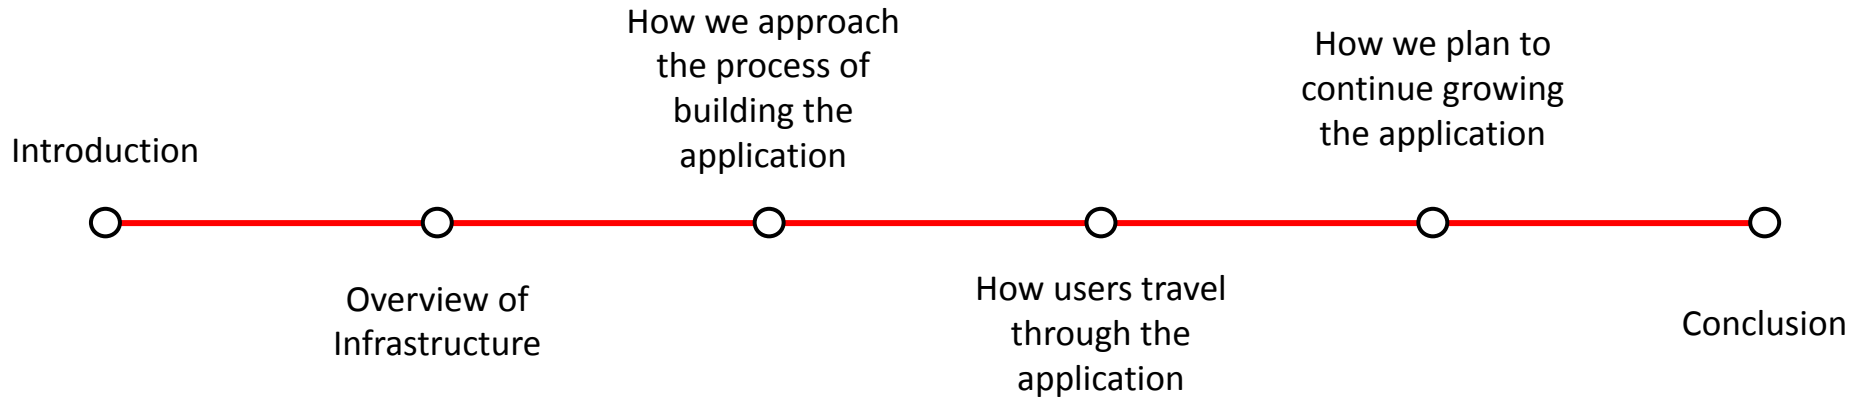 Introduction
Overview of
Infrastructure
How we approach
the process of
building the
application
How users travel
through the
application
How we plan to
continue growing
the application
Conclusion